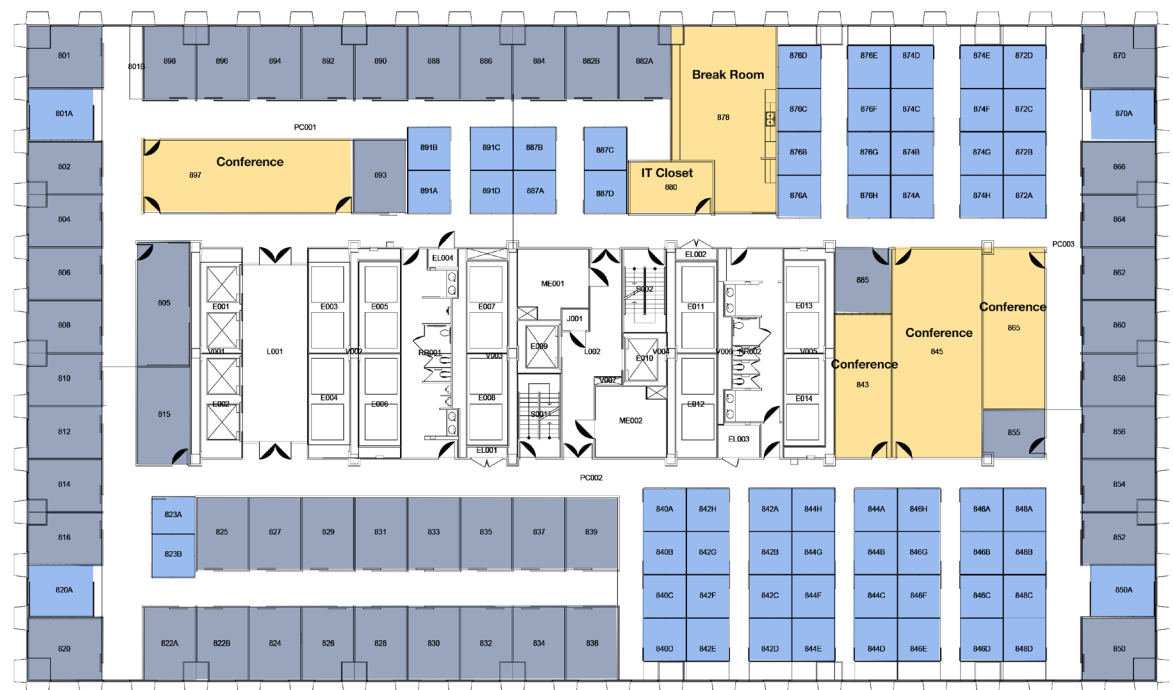 801
801B
898
896
894
892
890
888
886
884
882B
882A
Break Room
878
876D
876E
874D
874E
872D
870
801A
876C
876F
874C
874F
872C
870A
PC001
802
Conference
897
893
891B
891C
887B
887C
876B
876G
874B
874G
872B
866
IT Closet
880
891A
891D
887A
887D
876A
876H
874A
874H
872A
804
864
PC003
806
805
EL004
EL002
885
862
ME001
S002
808
E001
E003
E005
E007
J001
E011
E013
Conference
865
860
Conference
845
V001
L001
V002
RR001
V003
E009
L002
E010
V004
V006
RR002
V005
Conference
843
810
858
V007
812
815
E002
E004
E006
E008
S001
ME002
E012
E014
856
EL003
855
EL001
814
854
PC002
823A
840A
842H
842A
844H
844A
846H
846A
848A
816
825
827
829
831
833
835
837
839
852
823B
840B
842G
842B
844G
844B
846G
846B
848B
820A
840C
842F
842C
844F
844C
846F
846C
848C
850A
820
822A
822B
824
826
828
830
832
834
836
840D
842E
842D
844E
844D
846E
846D
848D
850